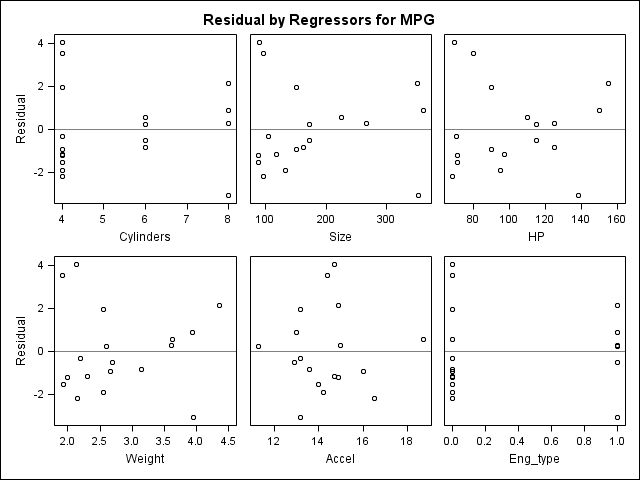 Residual by Regressors for MPG
Residual
4
2
0
-2
4 5 6 7 8
Cylinders
100 200 300
Size
80 100 120 140 160
HP
Residual
4
2
0
-2
2.0 2.5 3.0 3.5 4.0 4.5
Weight
12 14 16 18
Accel
0.0 0.2 0.4 0.6 0.8 1.0
Eng_type